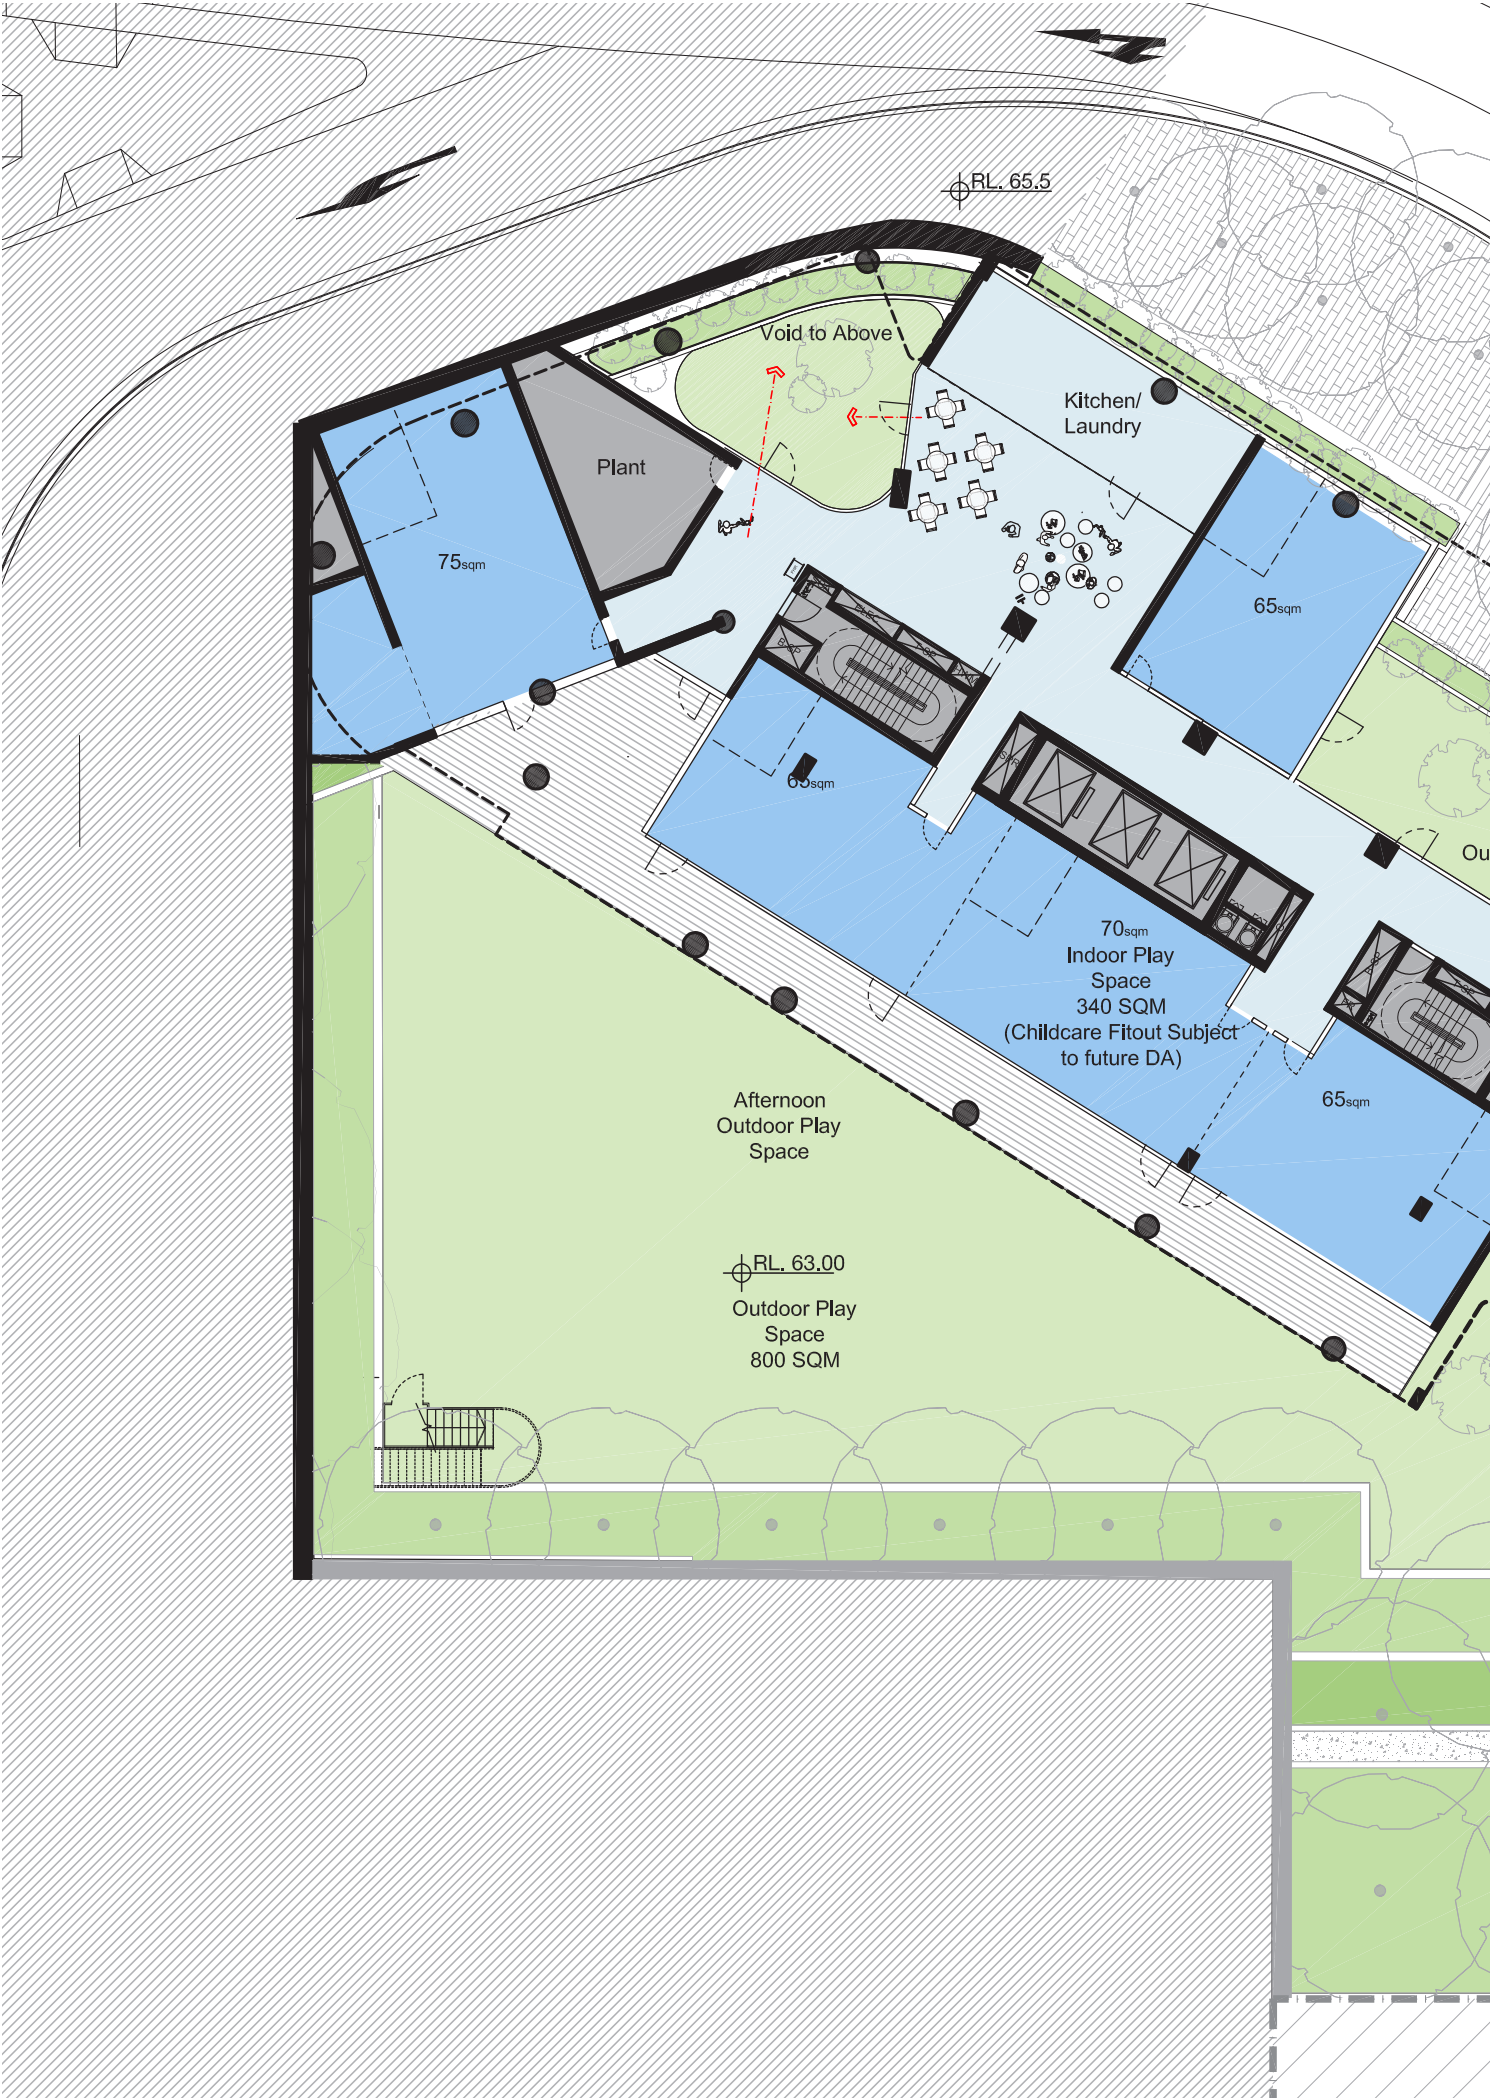 RL. 65.5
Void to Above
Kitchen/
Laundry
Plant
75sqm
65sqm
ELEC
65sqm
Ou
70sqm
Indoor Play
Space
340 SQM
(Childcare Fitout Subject
to future DA)
65sqm
Afternoon
Outdoor Play
Space
RL. 63.00
Outdoor Play
Space
800 SQM